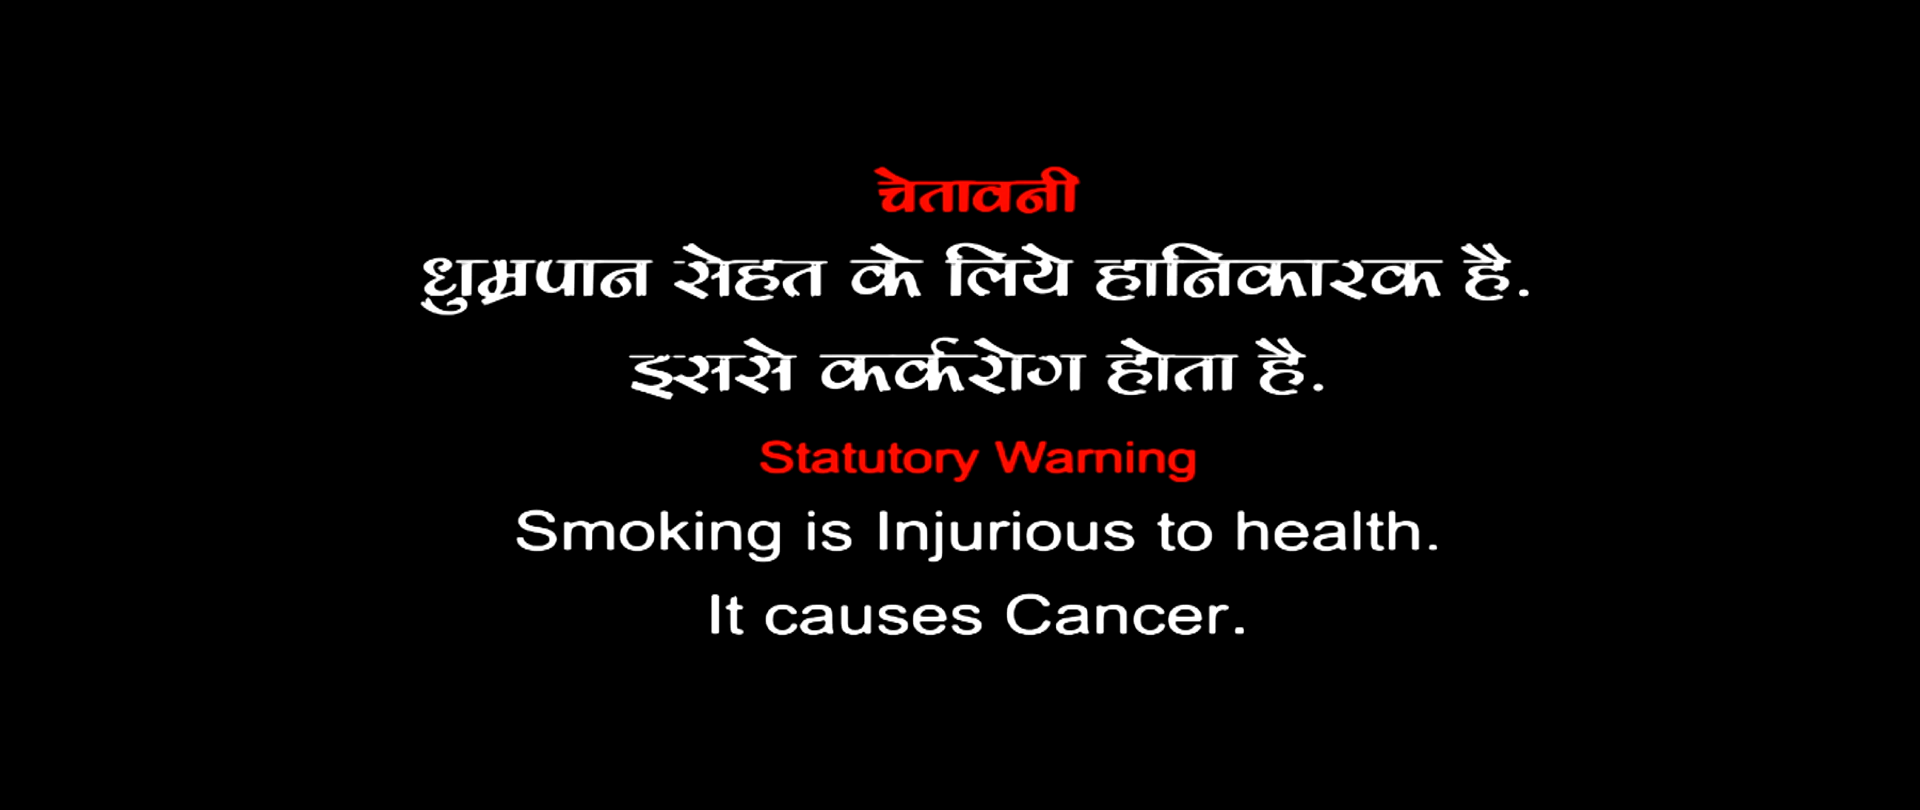 चेतावनी
धुम्रपान सेहत के लिये हानिकारक है.
इससे कर्करोग होता है.
Statutory Warning
Smoking is Injurious to health.
It causes Cancer.